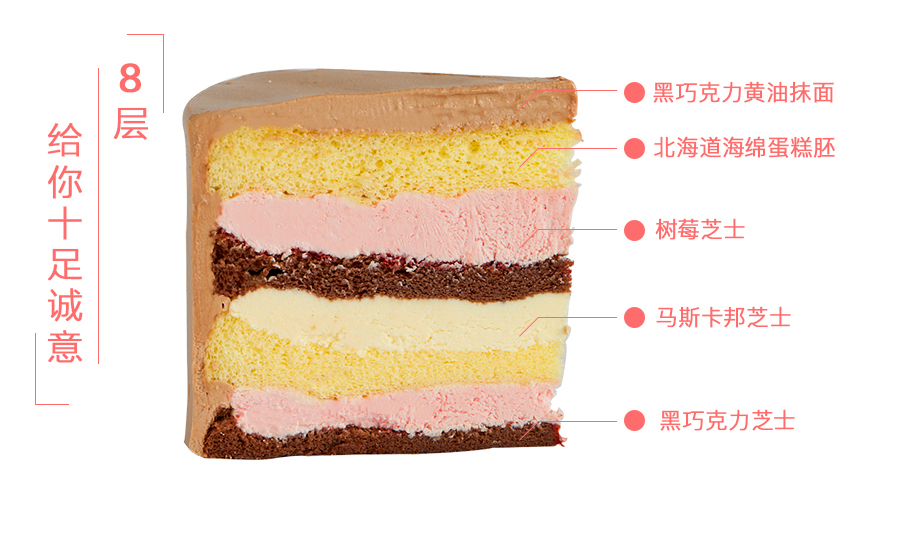 8层
给你十足诚意
黑巧克力黄油抹面
北海道海绵蛋糕胚
树莓芝士
马斯卡邦芝士
黑巧克力芝士